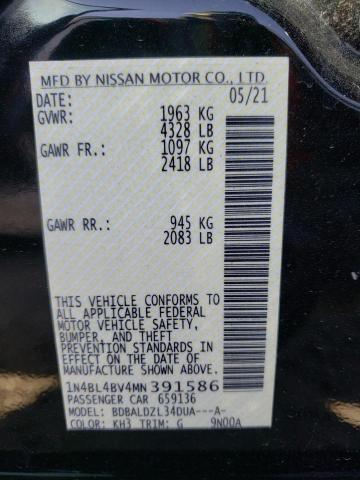 MFD BY NISSAN MOTOR CO., LTD.
DATE: 05/21
GVWR: 1963 KG
4328 LB
GAWR FR.: 1097 KG
2418 LB
GAWR RR.: 945 KG
2083 LB
THIS VEHICLE CONFORMS TO
ALL APPLICABLE FEDERAL
MOTOR VEHICLE SAFETY,
BUMPER, AND THEFT
PREVENTION STANDARDS IN
EFFECT ON THE DATE OF
MANUFACTURE SHOWN ABOVE.
1N4BL4BV4MN391586
PASSENGER CAR 659136
MODEL: BDBALDZL34DUA---A-
COLOR: KH3 TRIM: G 9N00A